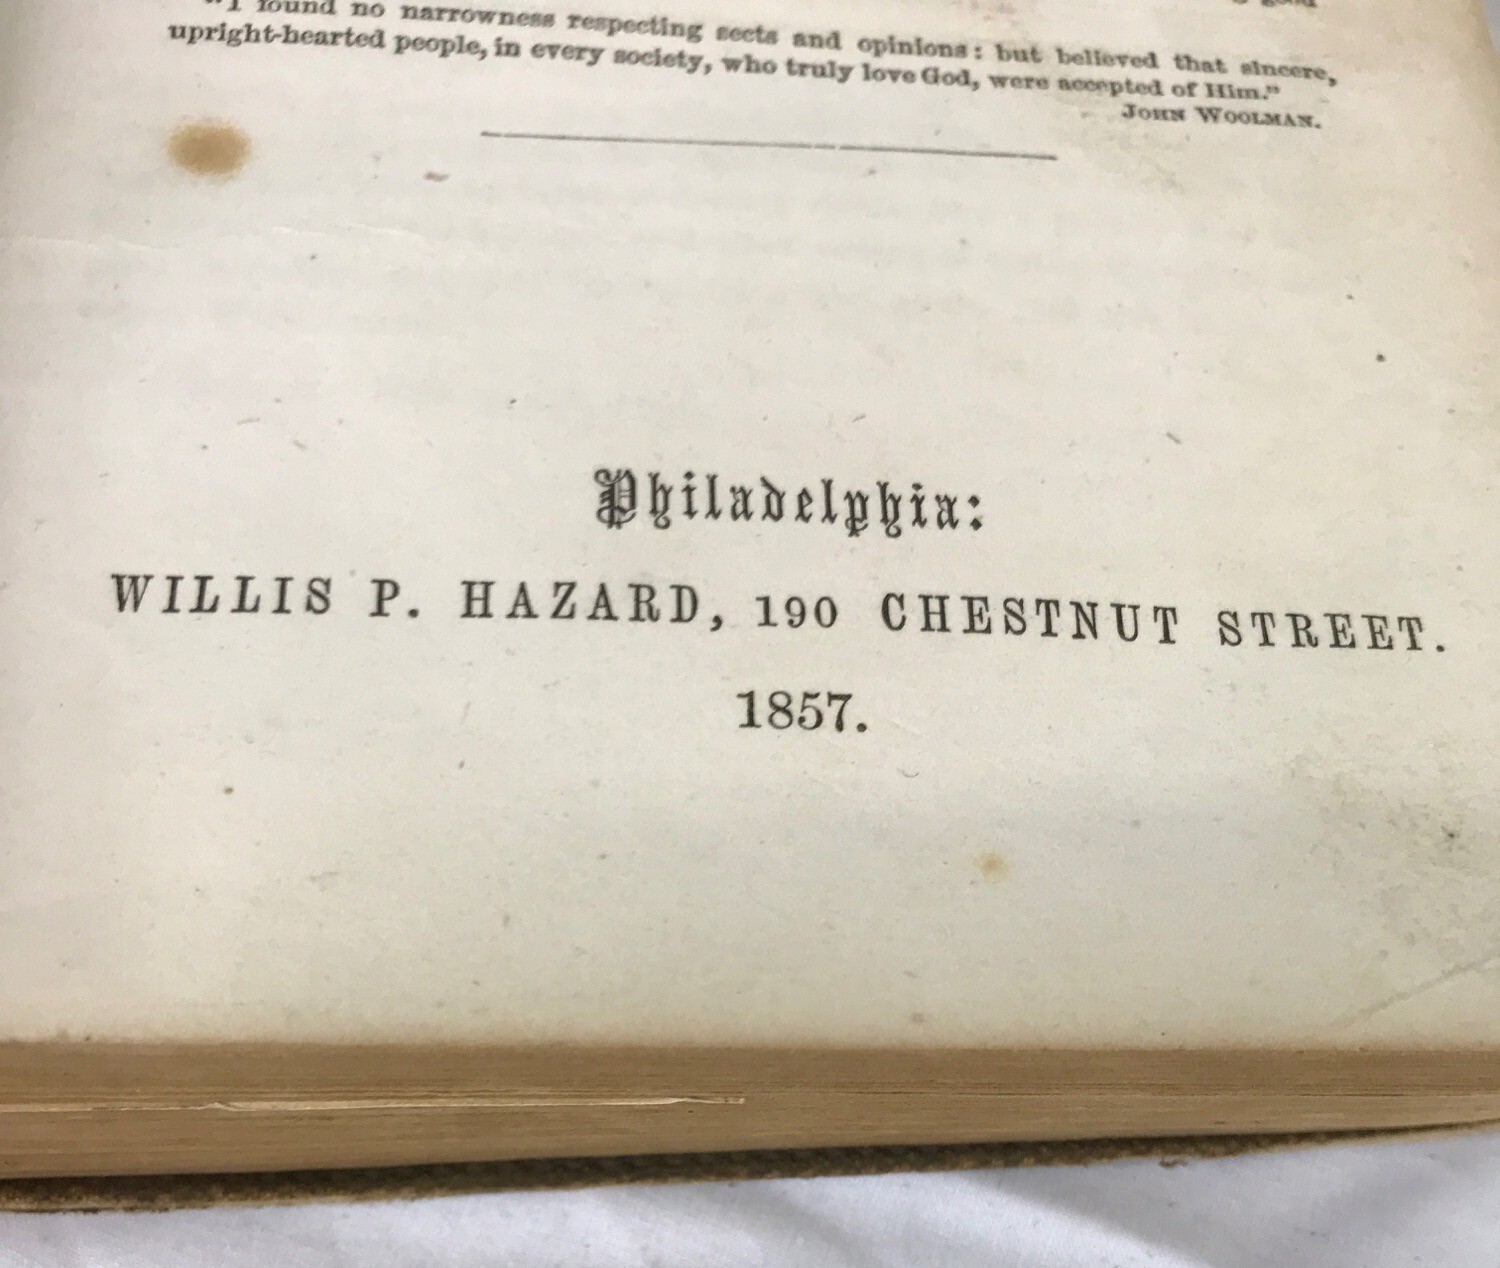 good
"I found no narrowness respecting sects and opinions: but believed that sincere,
upright-hearted people, in every society, who truly love God, were accepted of Him."
JOHN WOOLMAN.
Philadelphia:
WILLIS P. HAZARD, 190 CHESTNUT STREET.
1857.